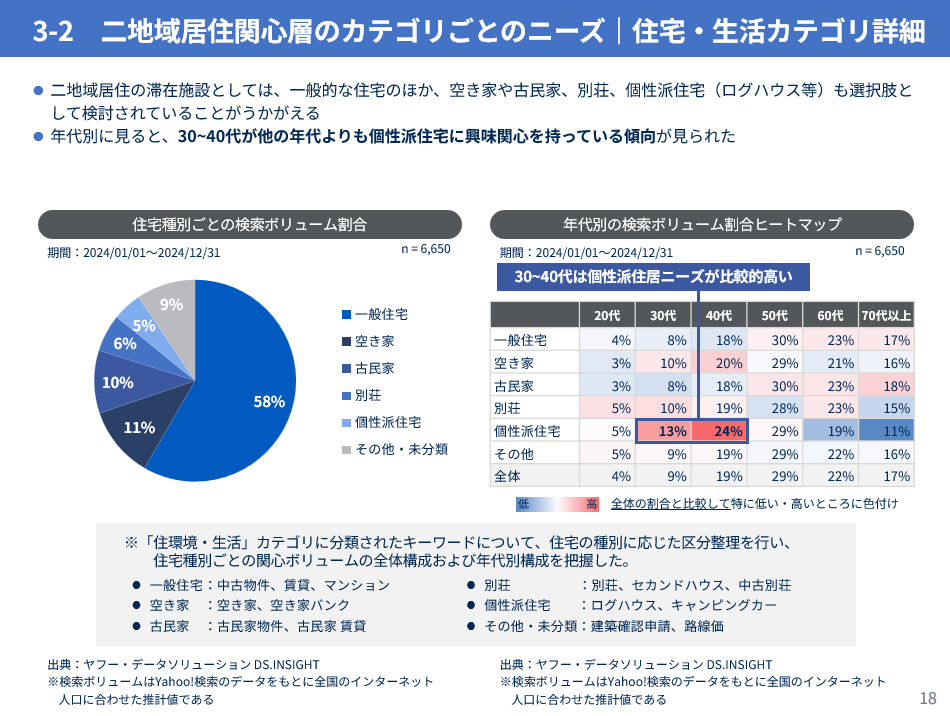 3-2　二地域居住関心層のカテゴリごとのニーズ｜住宅・生活カテゴリ詳細
● 二地域居住の滞在施設としては、一般的な住宅のほか、空き家や古民家、別荘、個性派住宅（ログハウス等）も選択肢と
して検討されていることがうかがえる
● 年代別に見ると、30~40代が他の年代よりも個性派住宅に興味関心を持っている傾向が見られた
住宅種別ごとの検索ボリューム割合
期間：2024/01/01～2024/12/31
n = 6,650
9%
5%
6%
10%
11%
58%
一般住宅
空き家
古民家
別荘
個性派住宅
その他・未分類
年代別の検索ボリューム割合ヒートマップ
期間：2024/01/01～2024/12/31
n = 6,650
30~40代は個性派住居ニーズが比較的高い
20代 30代 40代 50代 60代 70代以上
一般住宅 4% 8% 18% 30% 23% 17%
空き家 3% 10% 20% 29% 21% 16%
古民家 3% 8% 18% 30% 23% 18%
別荘 5% 10% 19% 28% 23% 15%
個性派住宅 5% 13% 24% 29% 19% 11%
その他 5% 9% 19% 29% 22% 16%
全体 4% 9% 19% 29% 22% 17%
低 高 全体の割合と比較して特に低い・高いところに色付け
※「住環境・生活」カテゴリに分類されたキーワードについて、住宅の種別に応じた区分整理を行い、
住宅種別ごとの関心ボリュームの全体構成および年代別構成を把握した。
● 一般住宅：中古物件、賃貸、マンション
● 空き家　：空き家、空き家バンク
● 古民家　：古民家物件、古民家 賃貸
● 別荘　　　　　：別荘、セカンドハウス、中古別荘
● 個性派住宅　　：ログハウス、キャンピングカー
● その他・未分類：建築確認申請、路線価
出典：ヤフー・データソリューション DS.INSIGHT
※検索ボリュームはYahoo!検索のデータをもとに全国のインターネット
人口に合わせた推計値である
出典：ヤフー・データソリューション DS.INSIGHT
※検索ボリュームはYahoo!検索のデータをもとに全国のインターネット
人口に合わせた推計値である
18